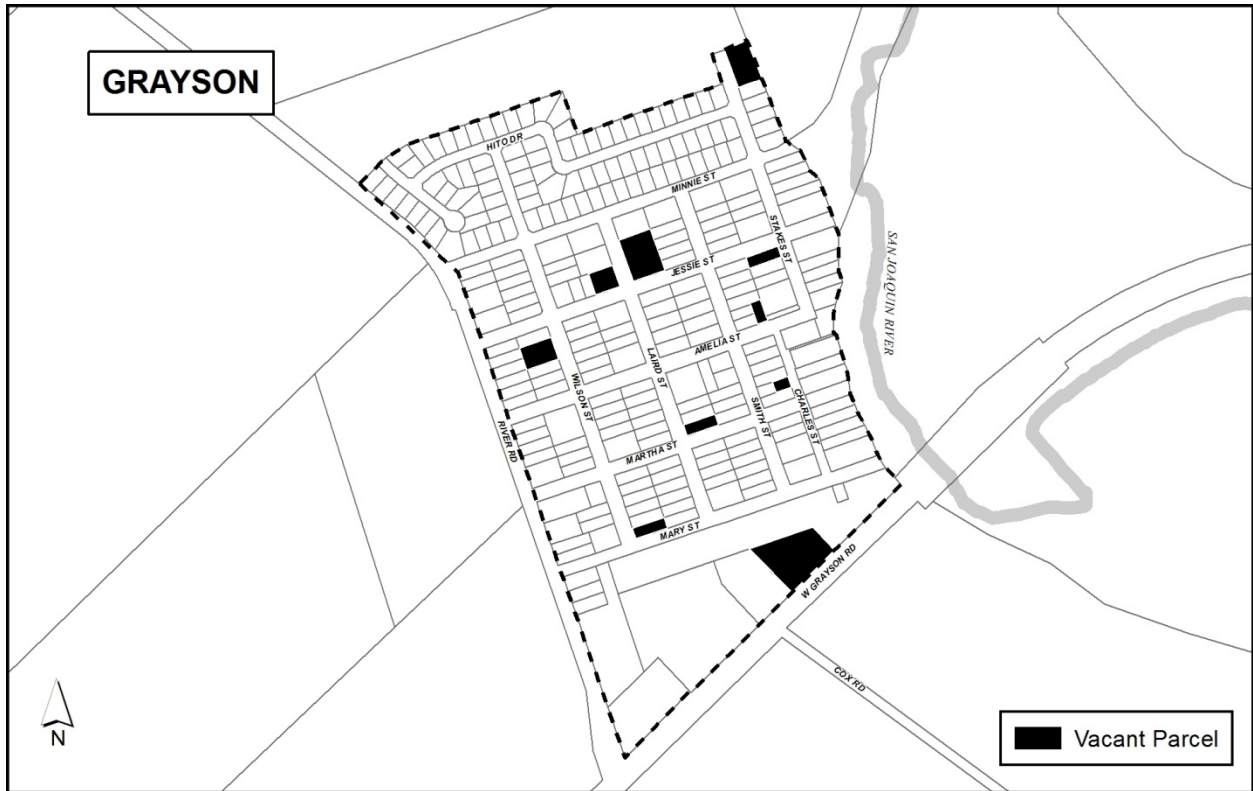 GRAYSON
HITO DR
MINNIE ST
STAKES ST
SAN JOAQUIN RIVER
JESSIE ST
AMELIA ST
LAIRD ST
WILSON ST
CHARLES ST
SMITH ST
RIVER RD
MARTHA ST
MARY ST
W GRAYSON RD
COX RD
N
Vacant Parcel